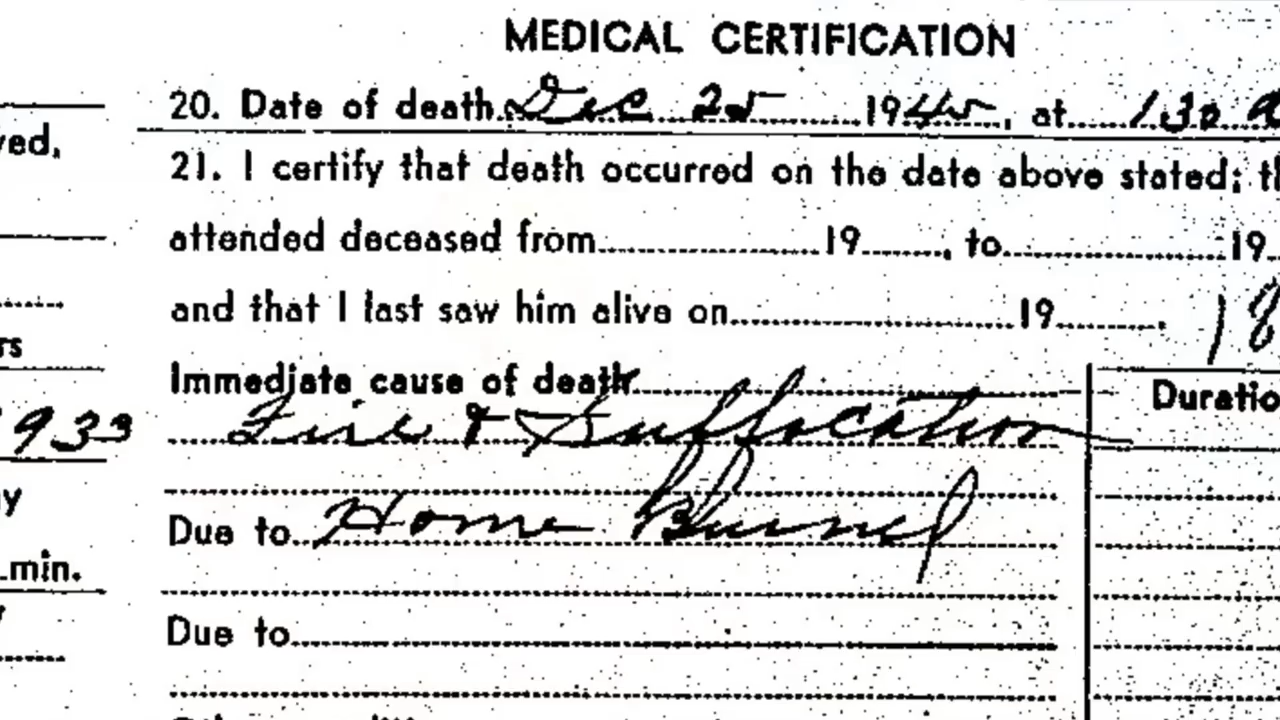 MEDICAL CERTIFICATION
20. Date of death Dec 25 1945, at 130 a
ved,
21. I certify that death occurred on the date above stated; th
attended deceased from 19, to 19
and that I last saw him alive on 19
18
rs
Immediate cause of death
Duratio
1933
Fire & Suffocation
y
Due to Home Burned
min.
Due to